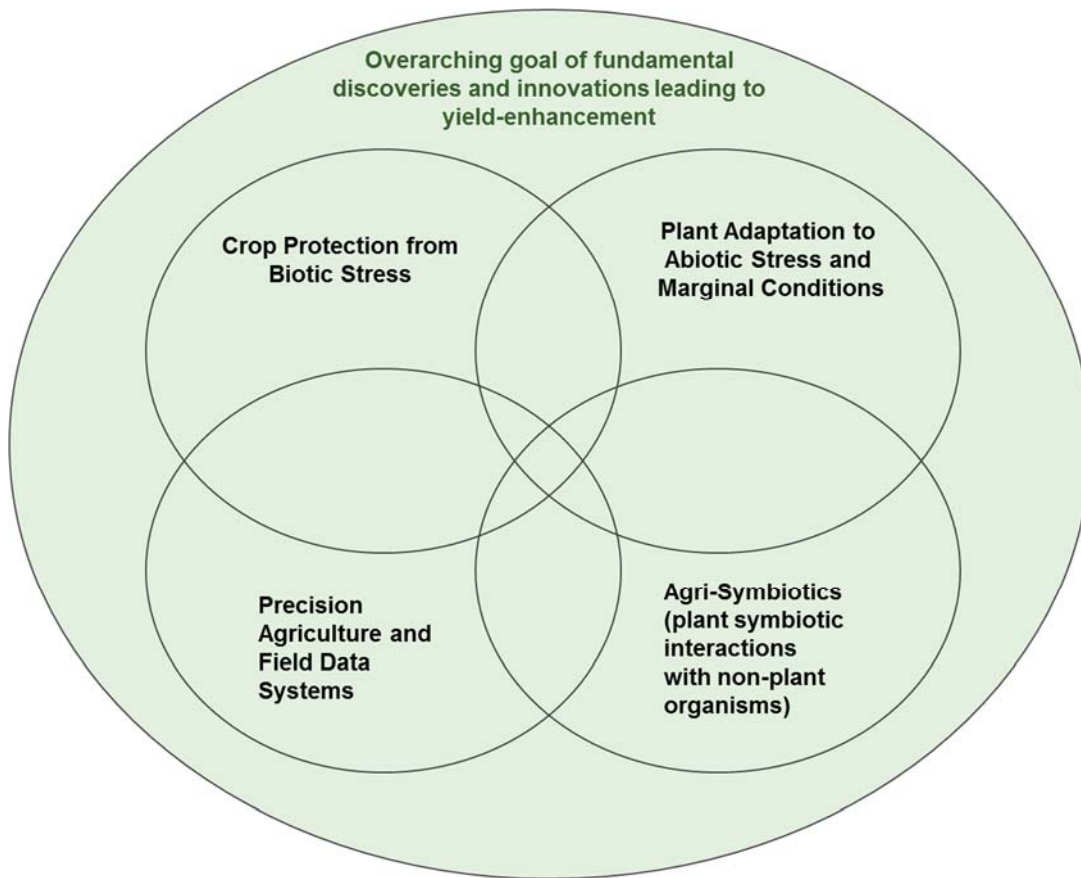 Overarching goal of fundamental
discoveries and innovations leading to
yield-enhancement
Crop Protection from
Biotic Stress
Plant Adaptation to
Abiotic Stress and
Marginal Conditions
Precision
Agriculture and
Field Data
Systems
Agri-Symbiotics
(plant symbiotic
interactions
with non-plant
organisms)